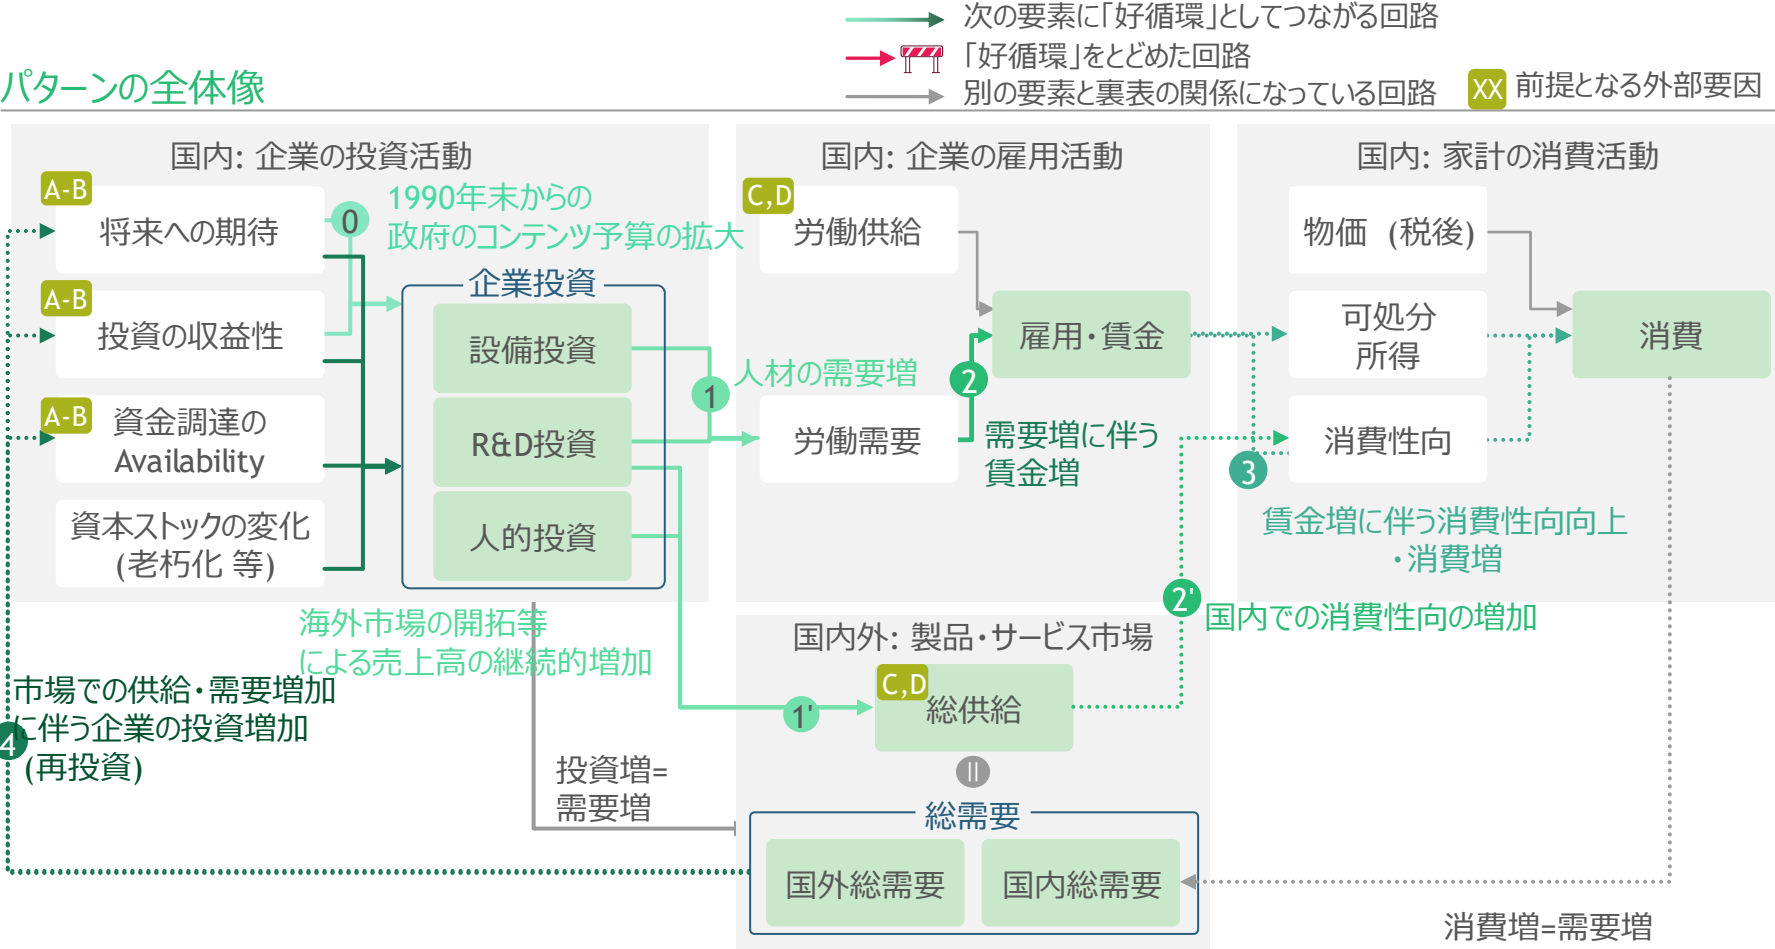 次の要素に「好循環」としてつながる回路
「好循環」をとどめた回路
別の要素と裏表の関係になっている回路
XX 前提となる外部要因
パターンの全体像
国内: 企業の投資活動
A-B
将来への期待
0
1990年末からの
政府のコンテンツ予算の拡大
A-B
投資の収益性
A-B
資金調達の
Availability
資本ストックの変化
(老朽化 等)
企業投資
設備投資
R&D投資
人的投資
1
人材の需要増
国内: 企業の雇用活動
C,D
労働供給
労働需要
2
雇用・賃金
需要増に伴う
賃金増
国内: 家計の消費活動
物価 (税後)
可処分
所得
消費性向
消費
3
賃金増に伴う消費性向向上
・消費増
2'
国内での消費性向の増加
海外市場の開拓等
による売上高の継続的増加
市場での供給・需要増加
に伴う企業の投資増加
(再投資)
4
1'
投資増=
需要増
国内外: 製品・サービス市場
C,D
総供給
=
総需要
国外総需要
国内総需要
消費増=需要増